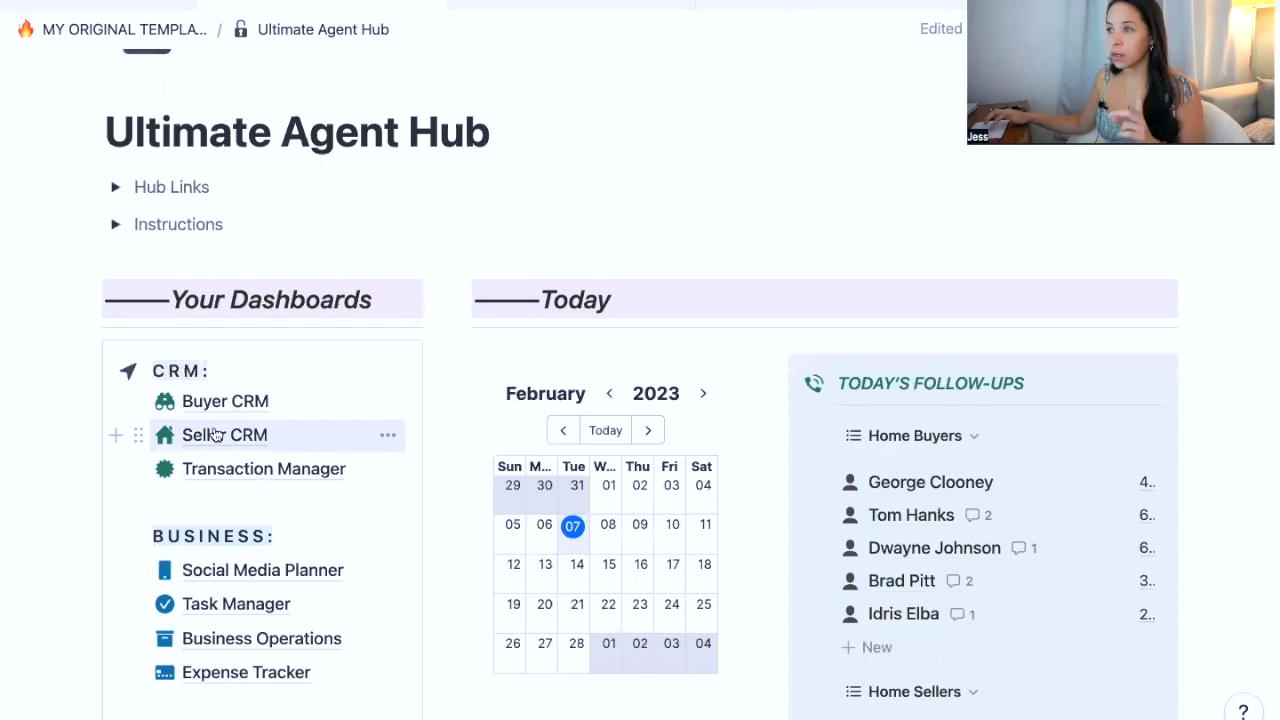 MY ORIGINAL TEMPLA... / Ultimate Agent Hub
Edited
Jess
Ultimate Agent Hub
Hub Links
Instructions
Your Dashboards
CRM:
Buyer CRM
Seller CRM
Transaction Manager
BUSINESS:
Social Media Planner
Task Manager
Business Operations
Expense Tracker
Today
February < 2023 >
< Today >
Sun M... Tue W... Thu Fri Sat
29 30 31 01 02 03 04
05 06 07 08 09 10 11
12 13 14 15 16 17 18
19 20 21 22 23 24 25
26 27 28 01 02 03 04
TODAY'S FOLLOW-UPS
Home Buyers
George Clooney 4..
Tom Hanks 2 6..
Dwayne Johnson 1 6..
Brad Pitt 2 3..
Idris Elba 1 2..
+ New
Home Sellers
?